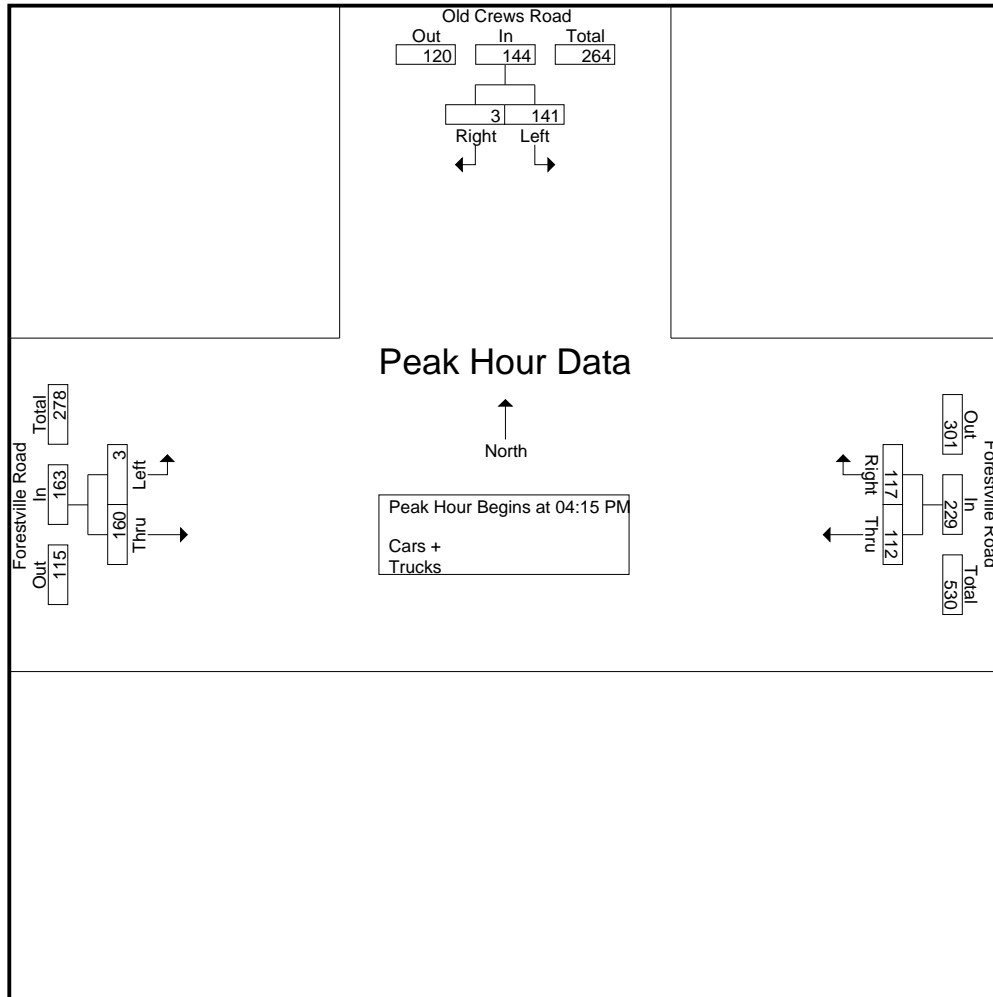 Old Crews Road
Out In Total
120 144 264
3 141
Right Left
Peak Hour Data
North
Peak Hour Begins at 04:15 PM
Cars +
Trucks
Forestville Road
Out In Total
115 163 278
160 3
Thru Left
Forestville Road
Out In Total
301 229 530
117 112
Right Thru